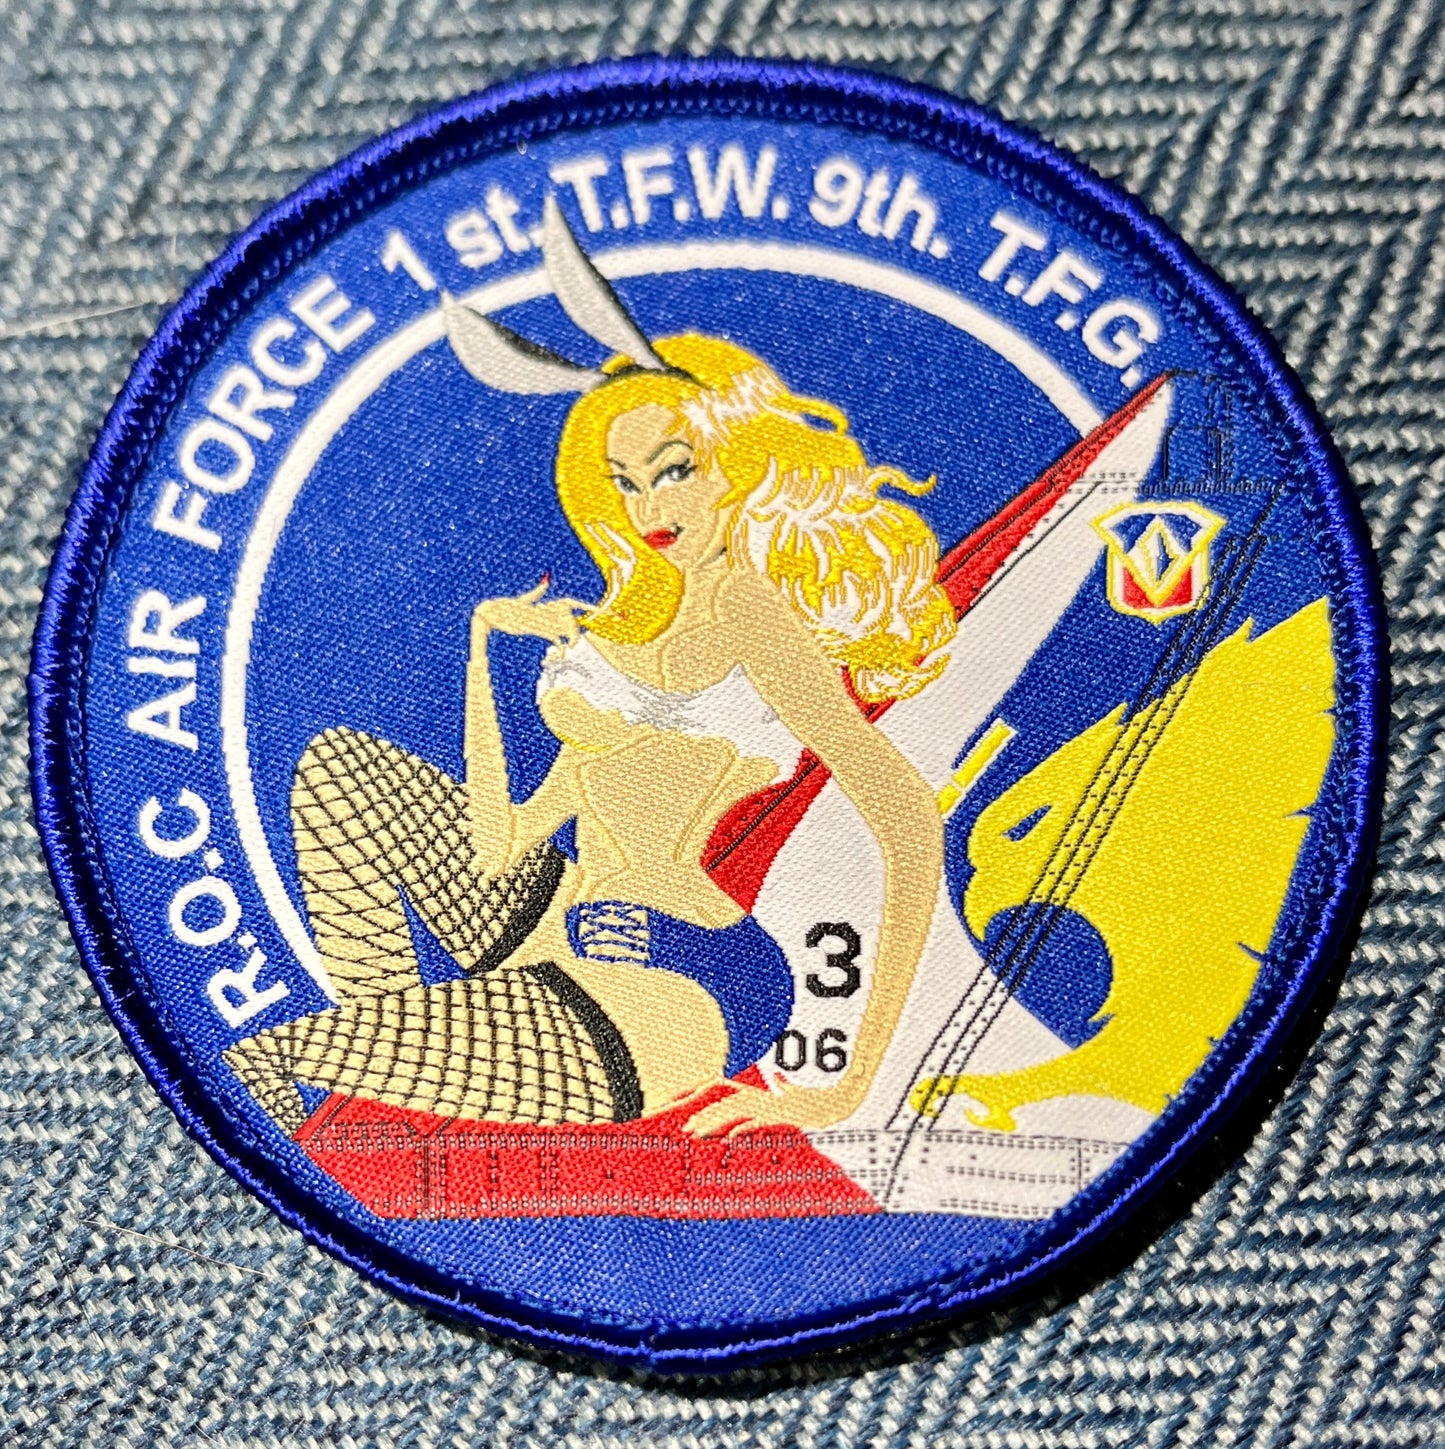 R.O.C AIR FORCE 1 st. T.F.W. 9th. T.F.G,
3
06